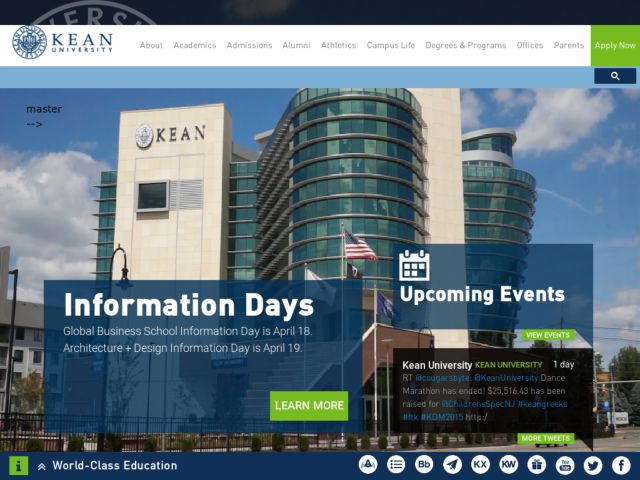 KEAN
UNIVERSITY
About Academics Admissions Alumni Athletics Campus Life Degrees & Programs Offices Parents Apply Now
master
-->
KEAN
Information Days
Global Business School Information Day is April 18.
Architecture + Design Information Day is April 19.
LEARN MORE
Upcoming Events
VIEW EVENTS
Kean University KEAN UNIVERSITY 1 day
RT @cougarsbyte: @KeanUniversity Dance
Marathon has ended! $25,516.43 has been
raised for @ChildrensSpecNJ #keangreeks
#ftk #KDM2015 http:/
MORE TWEETS
i World-Class Education
Bb KX KW You Tube f